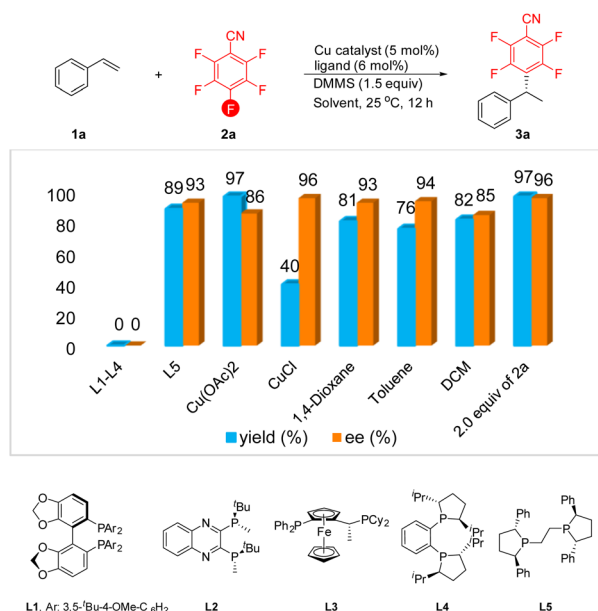 CN
F
F
F
F
F
1a
+
2a
Cu catalyst (5 mol%)
ligand (6 mol%)
DMMS (1.5 equiv)
Solvent, 25 °C, 12 h
CN
F
F
F
F
3a
100
80
60
40
20
0
0 0
89 93
97 86
40 96
81 93
76 94
82 85
97 96
L1-L4
L5
Cu(OAc)2
CuCl
1,4-Dioxane
Toluene
DCM
2.0 equiv of 2a
yield (%) ee (%)
O
O
O
O
PAr2
PAr2
L1, Ar: 3,5-tBu-4-OMe-C6H2
N
N
P
tBu
P
tBu
L2
Ph2P
Fe
PCy2
L3
iPr
P
iPr
iPr
P
iPr
L4
Ph
P
Ph
P
Ph
Ph
L5